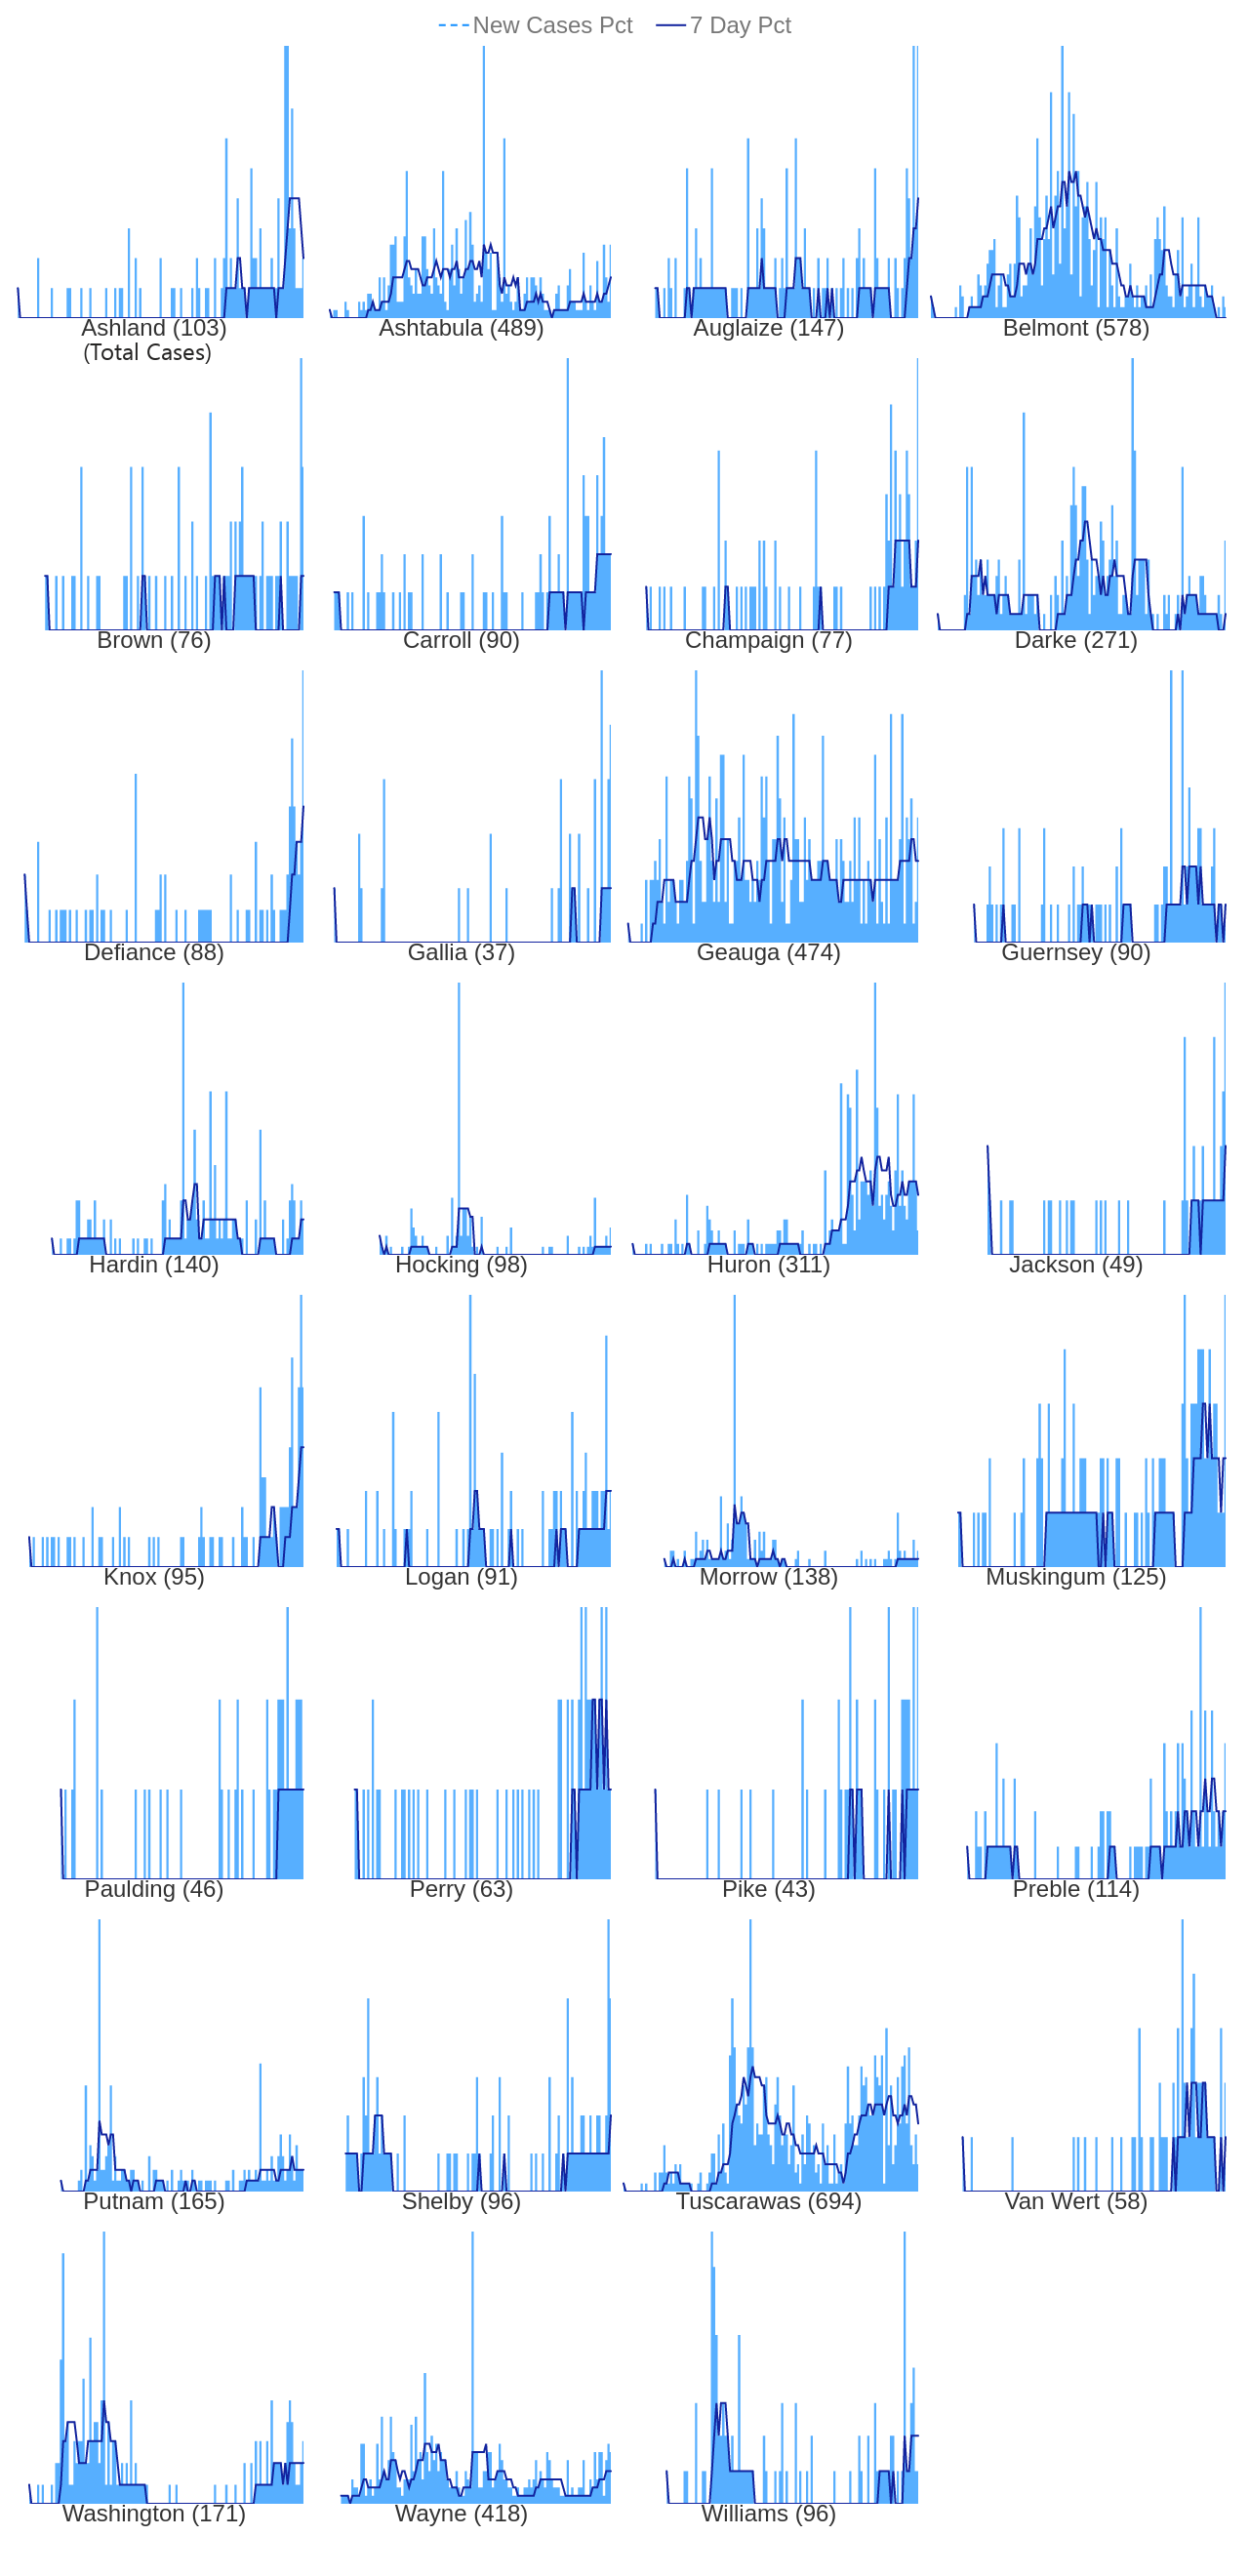 New Cases Pct 7 Day Pct
Ashland (103) Ashtabula (489) Auglaize (147) Belmont (578)
(Total Cases)
Brown (76) Carroll (90) Champaign (77) Darke (271)
Defiance (88) Gallia (37) Geauga (474) Guernsey (90)
Hardin (140) Hocking (98) Huron (311) Jackson (49)
Knox (95) Logan (91) Morrow (138) Muskingum (125)
Paulding (46) Perry (63) Pike (43) Preble (114)
Putnam (165) Shelby (96) Tuscarawas (694) Van Wert (58)
Washington (171) Wayne (418) Williams (96)